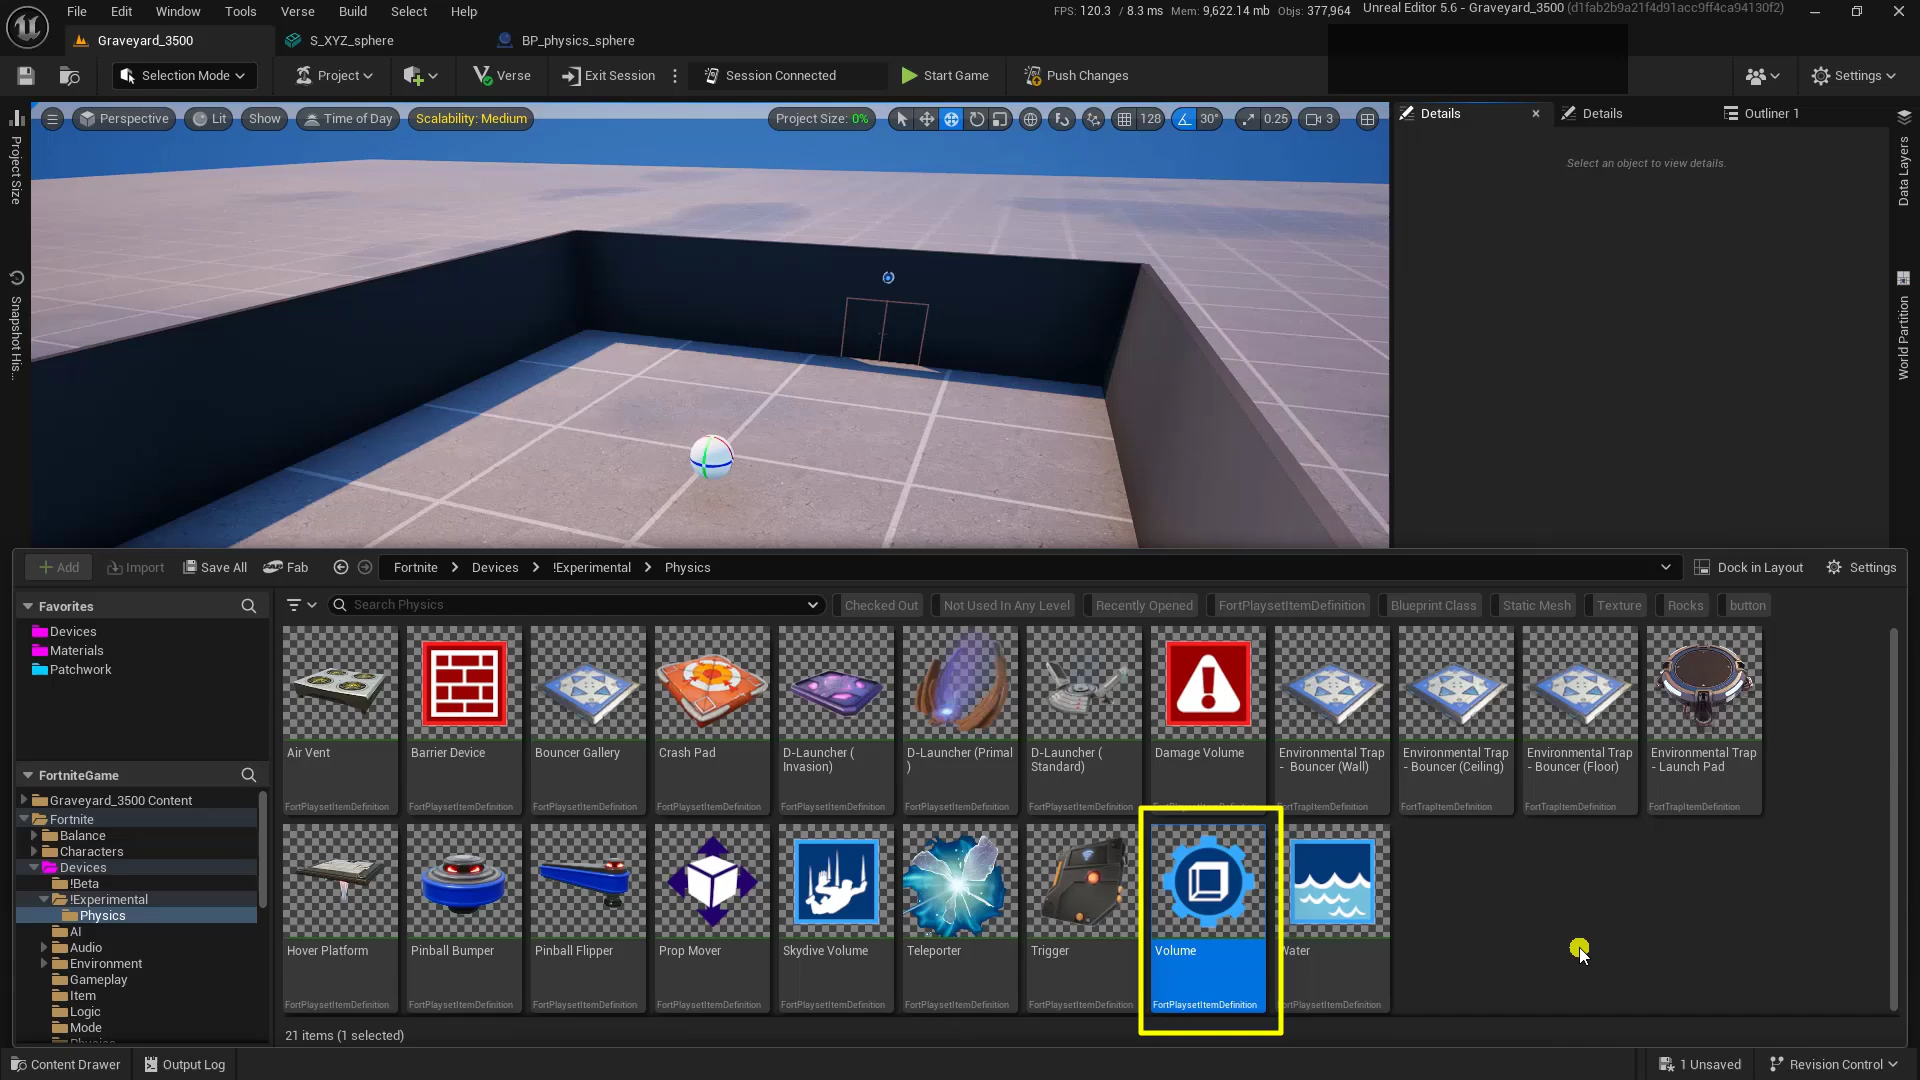 File Edit Window Tools Verse Build Select Help
FPS: 120.3 / 8.3 ms Mem: 9,622.14 mb Objs: 377,964
Unreal Editor 5.6 - Graveyard_3500 (d1fab2b9a21f4d91acc9ff4ca94130f2)
Graveyard_3500 S_XYZ_sphere BP_physics_sphere
Selection Mode Project Verse Exit Session Session Connected Start Game Push Changes Settings
Perspective Lit Show Time of Day Scalability: Medium Project Size: 0% 128 30° 0.25 3
Details Details Outliner 1
Select an object to view details.
Project Size
Snapshot His...
Data Layers
World Partition
Add Import Save All Fab Fortnite Devices !Experimental Physics Dock in Layout Settings
Favorites
Devices
Materials
Patchwork
FortniteGame
Graveyard_3500 Content
Fortnite
Balance
Characters
Devices
!Beta
!Experimental
Physics
AI
Audio
Environment
Gameplay
Item
Logic
Mode
Physics
Search Physics Checked Out Not Used In Any Level Recently Opened FortPlaysetItemDefinition Blueprint Class Static Mesh Texture Rocks button
Air Vent
FortPlaysetItemDefinition
Barrier Device
FortPlaysetItemDefinition
Bouncer Gallery
FortPlaysetItemDefinition
Crash Pad
FortPlaysetItemDefinition
D-Launcher (
Invasion)
FortPlaysetItemDefinition
D-Launcher (Primal
)
FortPlaysetItemDefinition
D-Launcher (
Standard)
FortPlaysetItemDefinition
Damage Volume
FortPlaysetItemDefinition
Environmental Trap
- Bouncer (Wall)
FortTrapItemDefinition
Environmental Trap
- Bouncer (Ceiling)
FortTrapItemDefinition
Environmental Trap
- Bouncer (Floor)
FortTrapItemDefinition
Environmental Trap
- Launch Pad
FortTrapItemDefinition
Hover Platform
FortPlaysetItemDefinition
Pinball Bumper
FortPlaysetItemDefinition
Pinball Flipper
FortPlaysetItemDefinition
Prop Mover
FortPlaysetItemDefinition
Skydive Volume
FortPlaysetItemDefinition
Teleporter
FortPlaysetItemDefinition
Trigger
FortPlaysetItemDefinition
Volume
FortPlaysetItemDefinition
Water
FortPlaysetItemDefinition
21 items (1 selected)
Content Drawer Output Log 1 Unsaved Revision Control